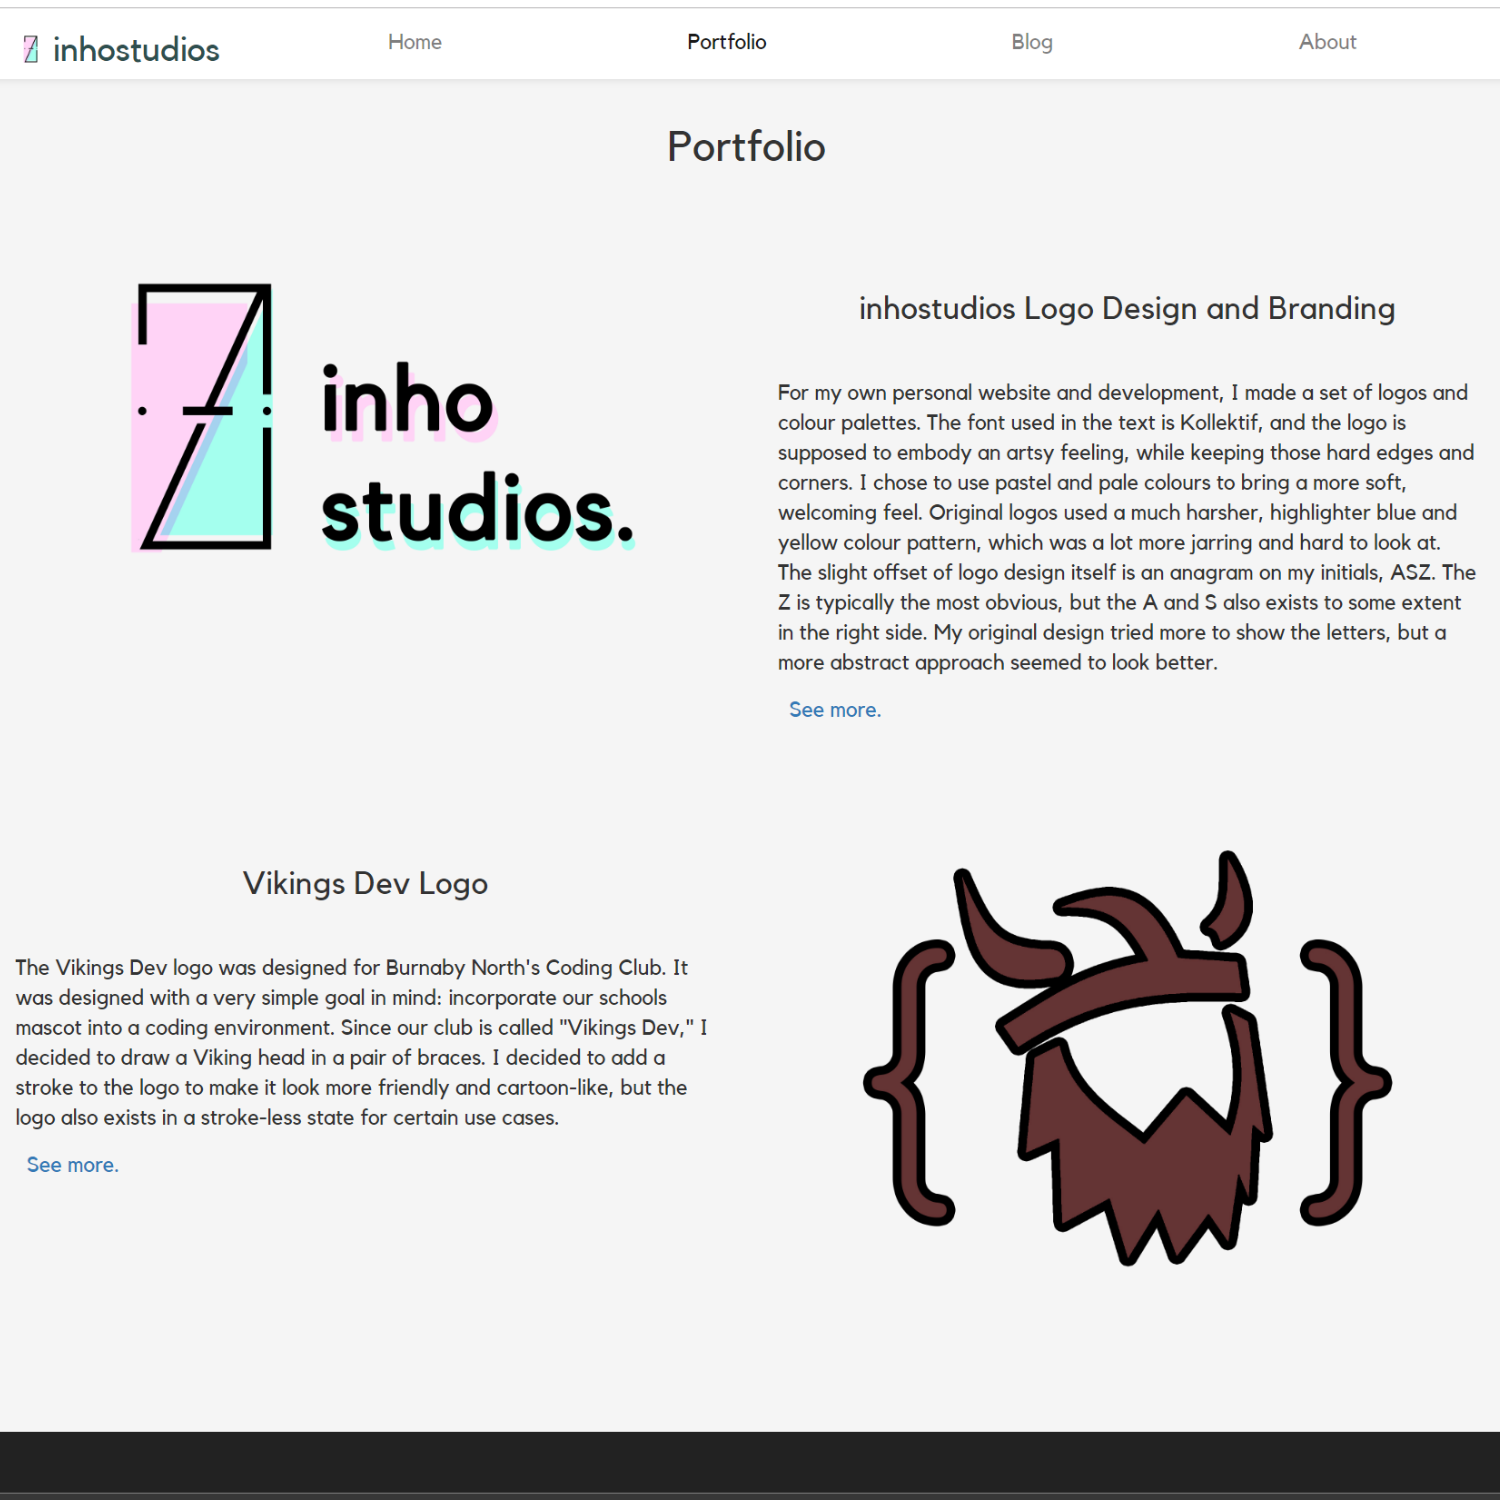 inhostudios
Home
Portfolio
Blog
About
Portfolio
inho
studios.
inhostudios Logo Design and Branding
For my own personal website and development, I made a set of logos and
colour palettes. The font used in the text is Kollektif, and the logo is
supposed to embody an artsy feeling, while keeping those hard edges and
corners. I chose to use pastel and pale colours to bring a more soft,
welcoming feel. Original logos used a much harsher, highlighter blue and
yellow colour pattern, which was a lot more jarring and hard to look at.
The slight offset of logo design itself is an anagram on my initials, ASZ. The
Z is typically the most obvious, but the A and S also exists to some extent
in the right side. My original design tried more to show the letters, but a
more abstract approach seemed to look better.
See more.
Vikings Dev Logo
The Vikings Dev logo was designed for Burnaby North's Coding Club. It
was designed with a very simple goal in mind: incorporate our schools
mascot into a coding environment. Since our club is called "Vikings Dev," I
decided to draw a Viking head in a pair of braces. I decided to add a
stroke to the logo to make it look more friendly and cartoon-like, but the
logo also exists in a stroke-less state for certain use cases.
See more.